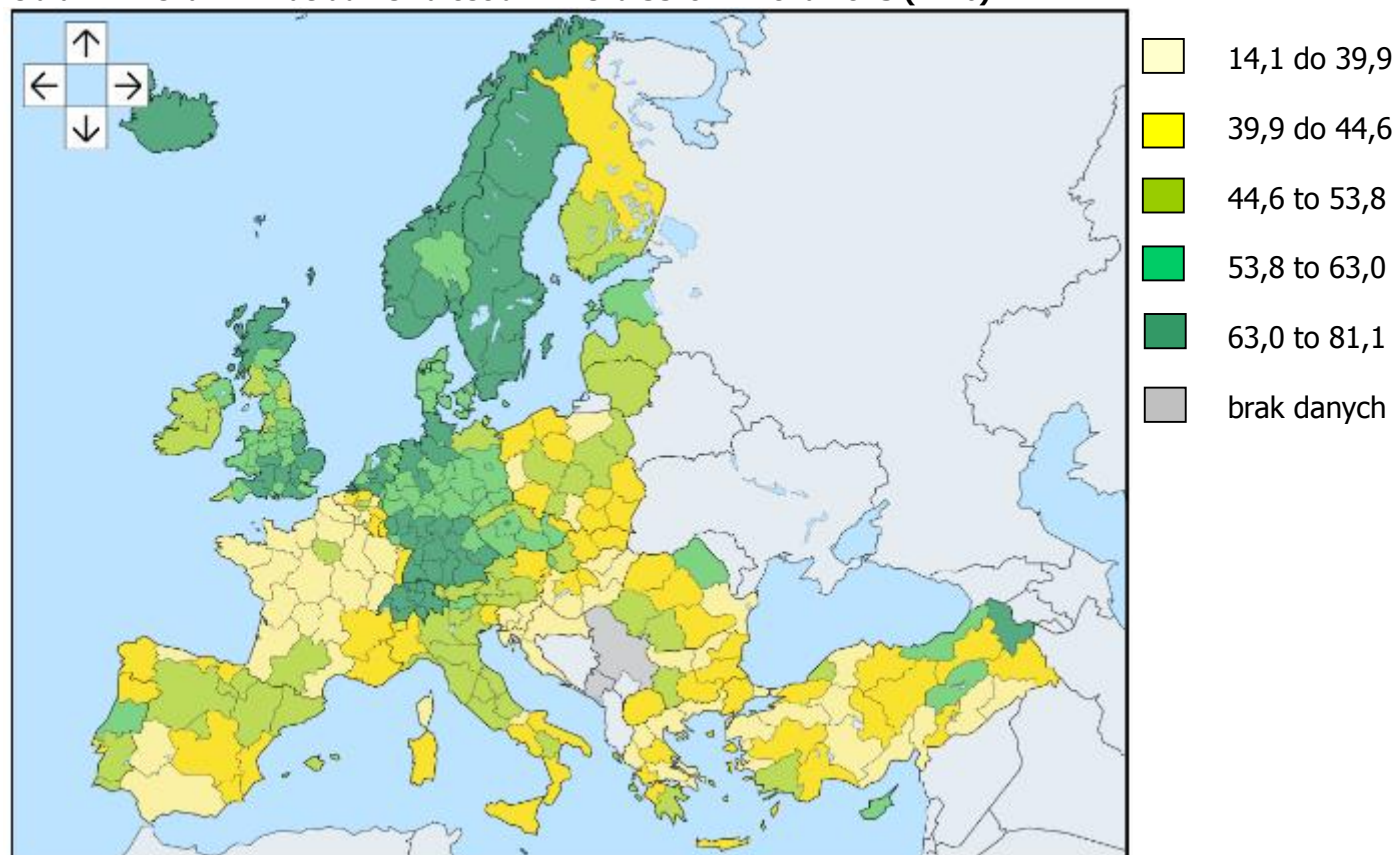 14,1 do 39,9
39,9 do 44,6
44,6 to 53,8
53,8 to 63,0
63,0 to 81,1
brak danych